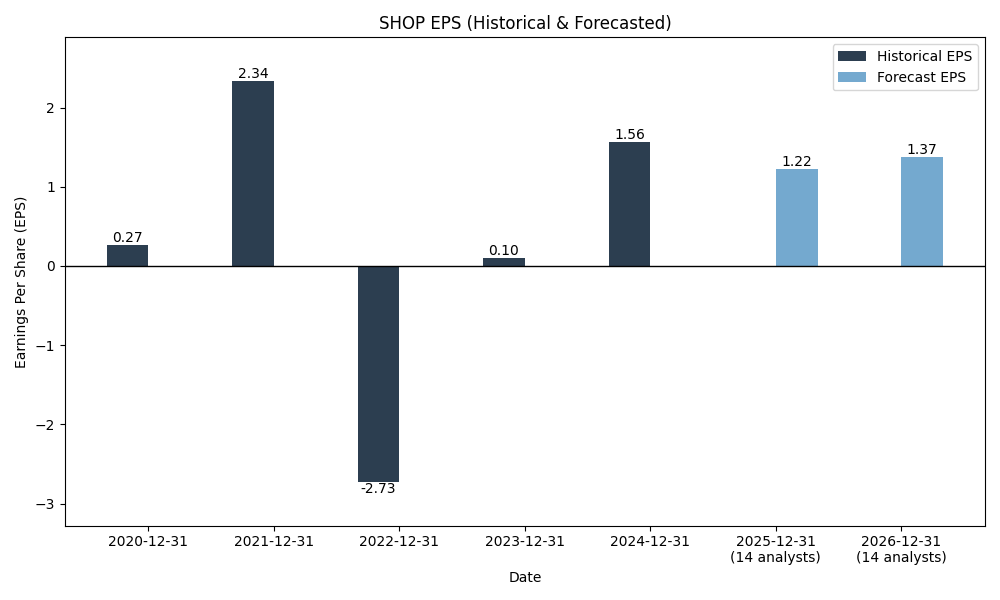 SHOP EPS (Historical & Forecasted)
Historical EPS
Forecast EPS
Earnings Per Share (EPS)
2
1
0
−1
−2
−3
0.27
2.34
-2.73
0.10
1.56
1.22
1.37
2020-12-31
2021-12-31
2022-12-31
2023-12-31
2024-12-31
2025-12-31
(14 analysts)
2026-12-31
(14 analysts)
Date